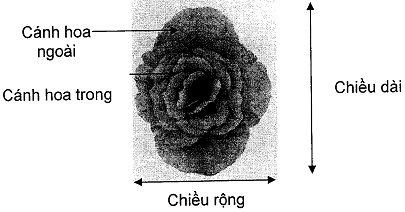 Cánh hoa
ngoài
Cánh hoa trong
Chiều dài
Chiều rộng